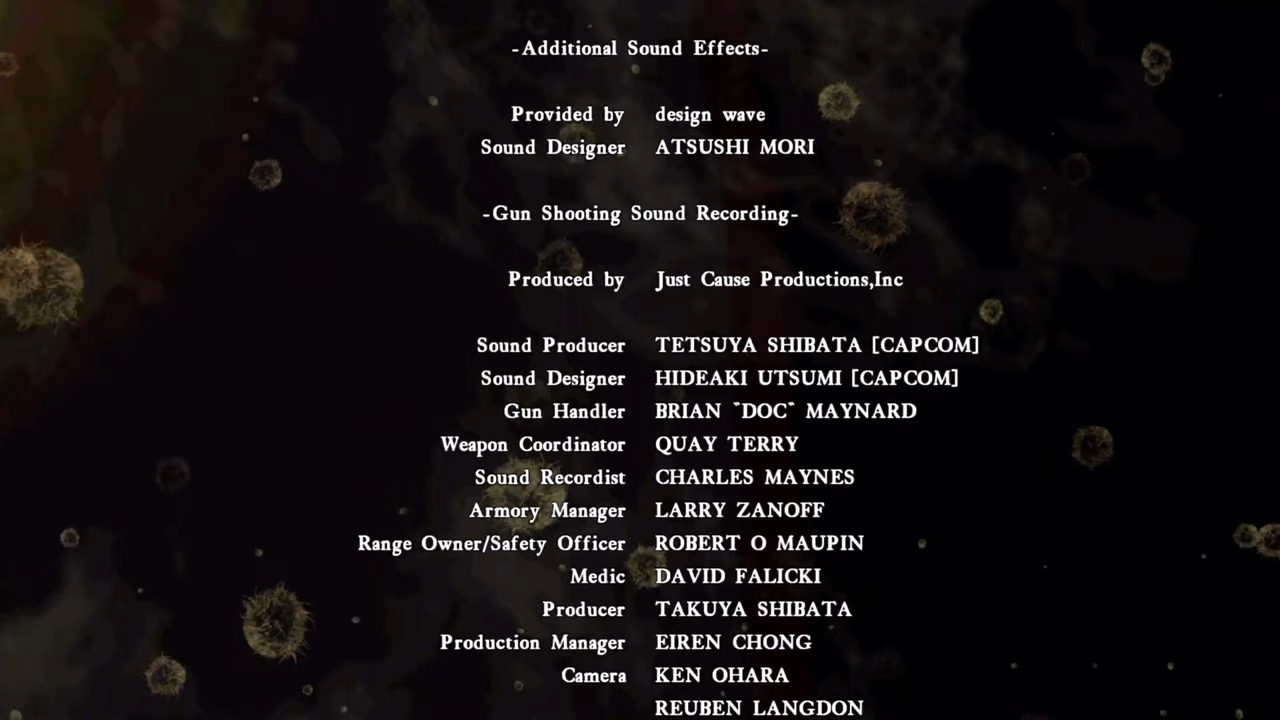 -Additional Sound Effects-
Provided by design wave
Sound Designer ATSUSHI MORI
-Gun Shooting Sound Recording-
Produced by Just Cause Productions,Inc
Sound Producer TETSUYA SHIBATA [CAPCOM]
Sound Designer HIDEAKI UTSUMI [CAPCOM]
Gun Handler BRIAN "DOC" MAYNARD
Weapon Coordinator QUAY TERRY
Sound Recordist CHARLES MAYNES
Armory Manager LARRY ZANOFF
Range Owner/Safety Officer ROBERT O MAUPIN
Medic DAVID FALICKI
Producer TAKUYA SHIBATA
Production Manager EIREN CHONG
Camera KEN OHARA
REUBEN LANGDON